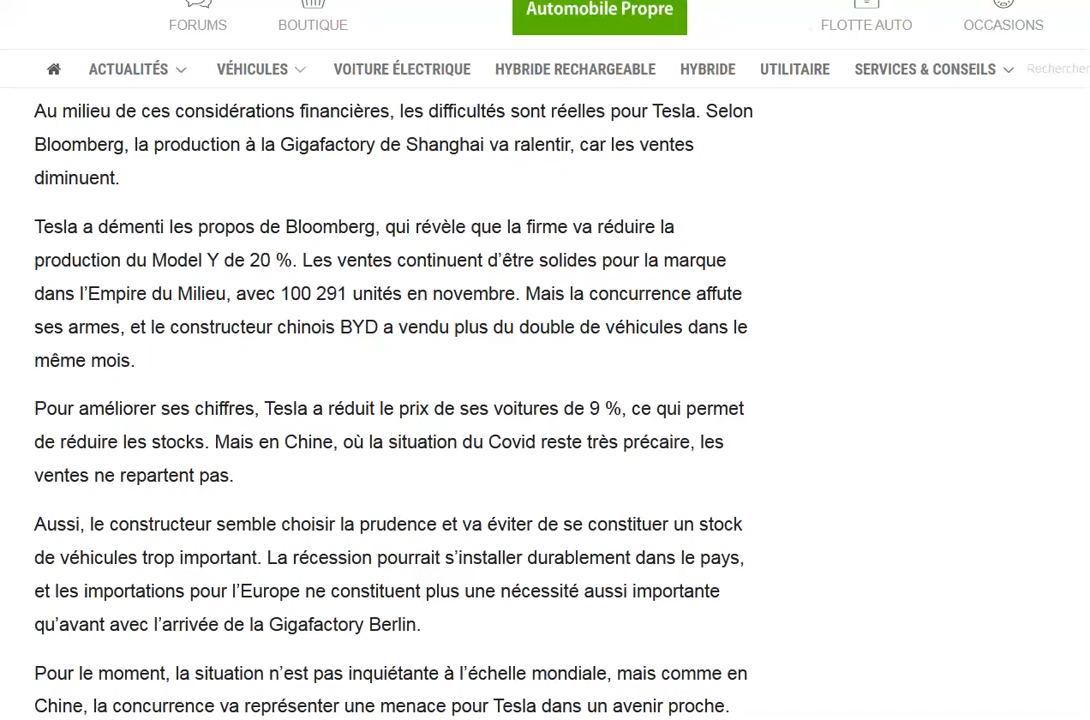 Automobile Propre
FORUMS
BOUTIQUE
FLOTTE AUTO
OCCASIONS
ACTUALITÉS
VÉHICULES
VOITURE ÉLECTRIQUE
HYBRIDE RECHARGEABLE
HYBRIDE
UTILITAIRE
SERVICES & CONSEILS
Rechercher
Au milieu de ces considérations financières, les difficultés sont réelles pour Tesla. Selon
Bloomberg, la production à la Gigafactory de Shanghai va ralentir, car les ventes
diminuent.
Tesla a démenti les propos de Bloomberg, qui révèle que la firme va réduire la
production du Model Y de 20 %. Les ventes continuent d’être solides pour la marque
dans l’Empire du Milieu, avec 100 291 unités en novembre. Mais la concurrence affute
ses armes, et le constructeur chinois BYD a vendu plus du double de véhicules dans le
même mois.
Pour améliorer ses chiffres, Tesla a réduit le prix de ses voitures de 9 %, ce qui permet
de réduire les stocks. Mais en Chine, où la situation du Covid reste très précaire, les
ventes ne repartent pas.
Aussi, le constructeur semble choisir la prudence et va éviter de se constituer un stock
de véhicules trop important. La récession pourrait s’installer durablement dans le pays,
et les importations pour l’Europe ne constituent plus une nécessité aussi importante
qu’avant avec l’arrivée de la Gigafactory Berlin.
Pour le moment, la situation n’est pas inquiétante à l’échelle mondiale, mais comme en
Chine, la concurrence va représenter une menace pour Tesla dans un avenir proche.